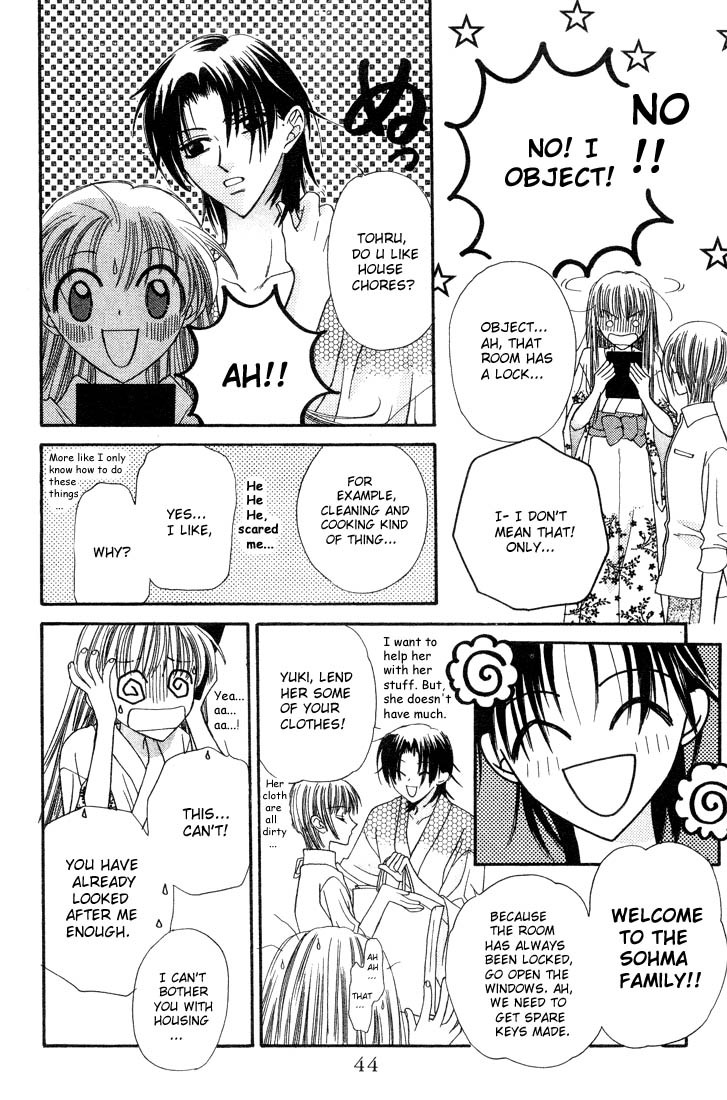 NO
!!
NO! I
OBJECT!
OBJECT...
AH, THAT
ROOM HAS
A LOCK...
I- I DON'T
MEAN THAT!
ONLY...
ぬっ
TOHRU,
DO U LIKE
HOUSE
CHORES?
AH!!
FOR
EXAMPLE,
CLEANING AND
COOKING KIND
OF THING...
He
He
He,
scared
me...
YES...
I LIKE,
WHY?
More like I only
know how to do
these
things
...
WELCOME
TO THE
SOHMA
FAMILY!!
BECAUSE
THE ROOM
HAS ALWAYS
BEEN LOCKED,
GO OPEN THE
WINDOWS. AH,
WE NEED TO
GET SPARE
KEYS MADE.
I want to
help her
with her
stuff. But,
she doesn't
have much.
YUKI, LEND
HER SOME
OF YOUR
CLOTHES!
Her
cloth
are
all
dirty
...
AH
AH
...
THAT
...
Yea...
aa...
aa...!
THIS...
CAN'T!
YOU HAVE
ALREADY
LOOKED
AFTER ME
ENOUGH.
I CAN'T
BOTHER
YOU WITH
HOUSING
...
44